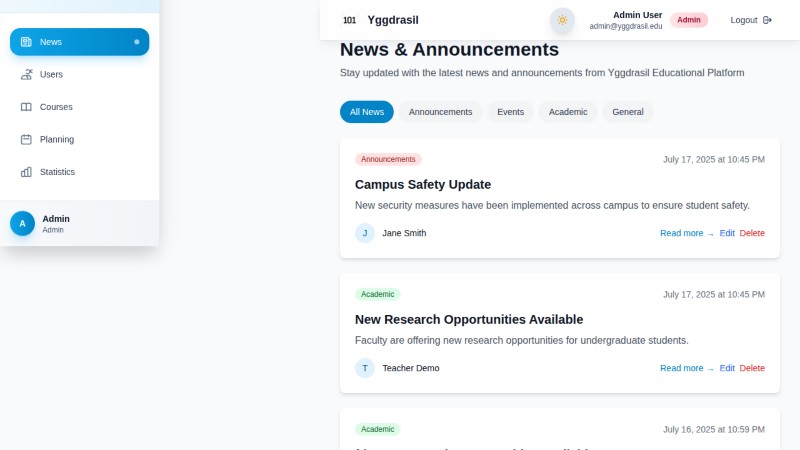 News
Users
Courses
Planning
Statistics
A
Admin
Admin
101 Yggdrasil
Admin User
admin@yggdrasil.edu
Admin
Logout
News & Announcements
Stay updated with the latest news and announcements from Yggdrasil Educational Platform
All News Announcements Events Academic General
Announcements July 17, 2025 at 10:45 PM
Campus Safety Update
New security measures have been implemented across campus to ensure student safety.
J Jane Smith Read more → Edit Delete
Academic July 17, 2025 at 10:45 PM
New Research Opportunities Available
Faculty are offering new research opportunities for undergraduate students.
T Teacher Demo Read more → Edit Delete
Academic July 16, 2025 at 10:59 PM